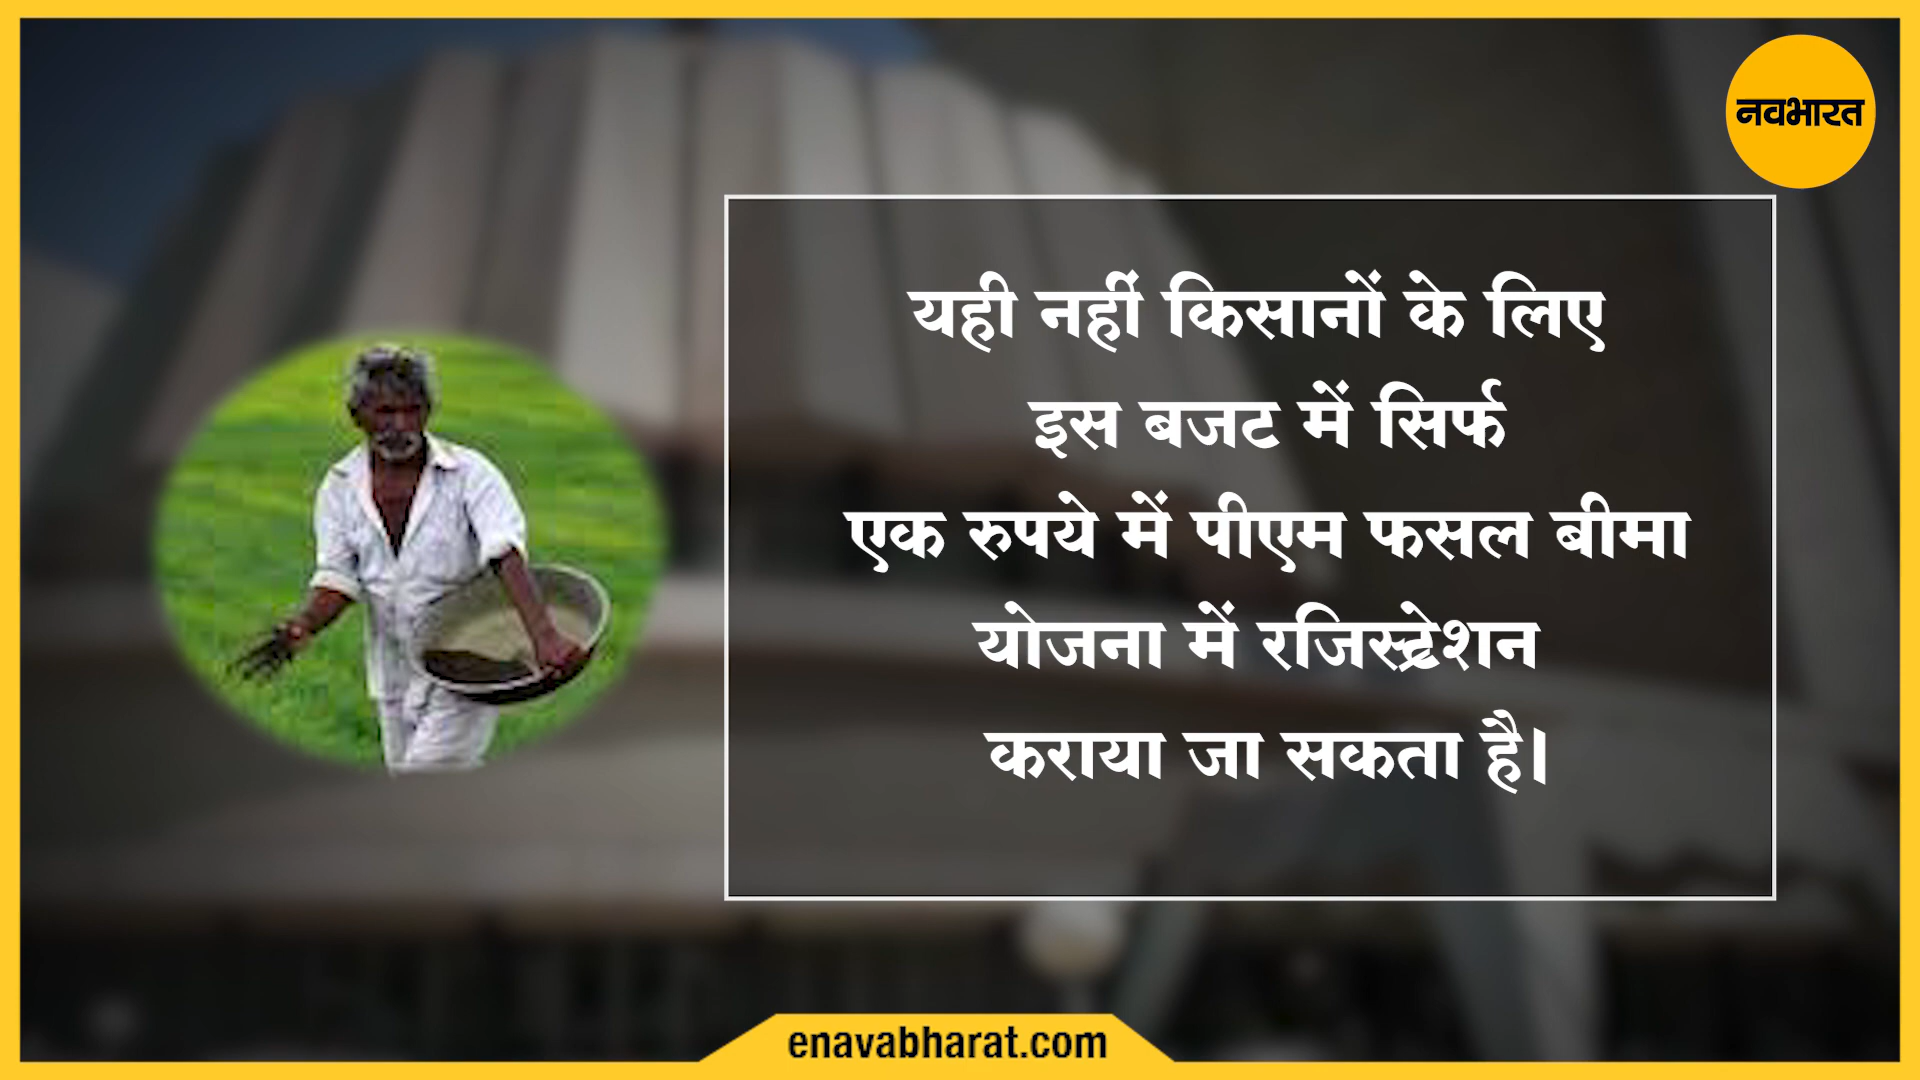 नवभारत
यही नहीं किसानों के लिए
इस बजट में सिर्फ
एक रुपये में पीएम फसल बीमा
योजना में रजिस्ट्रेशन
कराया जा सकता है।
enavabharat.com